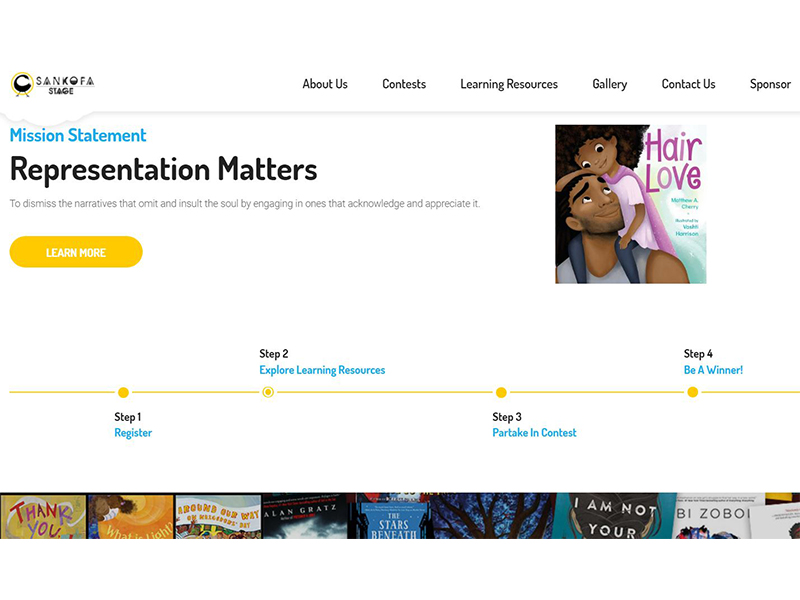 SANKOFA
STAGE
About Us
Contests
Learning Resources
Gallery
Contact Us
Sponsor
Mission Statement
Representation Matters
To dismiss the narratives that omit and insult the soul by engaging in ones that acknowledge and appreciate it.
LEARN MORE
Hair
Love
Matthew A.
Cherry
illustrated by
Vashti
Harrison
Step 2
Explore Learning Resources
Step 4
Be A Winner!
Step 1
Register
Step 3
Partake In Contest
THANK
YOU,
What is Light?
AROUND OUR WAY
ON NEIGHBORS' DAY
ALAN GRATZ
THE
STARS
BENEATH
I AM NOT
YOUR
BI ZOBOI